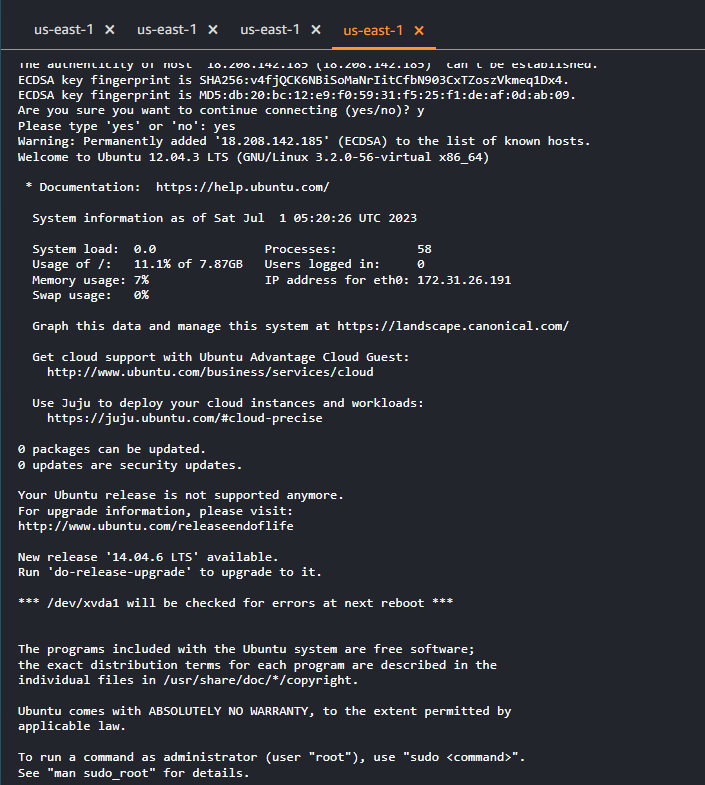 us-east-1 × us-east-1 × us-east-1 × us-east-1 ×
The authenticity of host '18.208.142.185 (18.208.142.185)' can't be established.
ECDSA key fingerprint is SHA256:v4fjQCK6NBiSoMaNrIitCfbN903CxTZoszVkmeq1Dx4.
ECDSA key fingerprint is MD5:db:20:bc:12:e9:f0:59:31:f5:25:f1:de:af:0d:ab:09.
Are you sure you want to continue connecting (yes/no)? y
Please type 'yes' or 'no': yes
Warning: Permanently added '18.208.142.185' (ECDSA) to the list of known hosts.
Welcome to Ubuntu 12.04.3 LTS (GNU/Linux 3.2.0-56-virtual x86_64)
* Documentation:  https://help.ubuntu.com/
System information as of Sat Jul  1 05:20:26 UTC 2023
System load:  0.0               Processes:           58
Usage of /:   11.1% of 7.87GB   Users logged in:     0
Memory usage: 7%                IP address for eth0: 172.31.26.191
Swap usage:   0%
Graph this data and manage this system at https://landscape.canonical.com/
Get cloud support with Ubuntu Advantage Cloud Guest:
http://www.ubuntu.com/business/services/cloud
Use Juju to deploy your cloud instances and workloads:
https://juju.ubuntu.com/#cloud-precise
0 packages can be updated.
0 updates are security updates.
Your Ubuntu release is not supported anymore.
For upgrade information, please visit:
http://www.ubuntu.com/releaseendoflife
New release '14.04.6 LTS' available.
Run 'do-release-upgrade' to upgrade to it.
*** /dev/xvda1 will be checked for errors at next reboot ***
The programs included with the Ubuntu system are free software;
the exact distribution terms for each program are described in the
individual files in /usr/share/doc/*/copyright.
Ubuntu comes with ABSOLUTELY NO WARRANTY, to the extent permitted by
applicable law.
To run a command as administrator (user "root"), use "sudo <command>".
See "man sudo_root" for details.